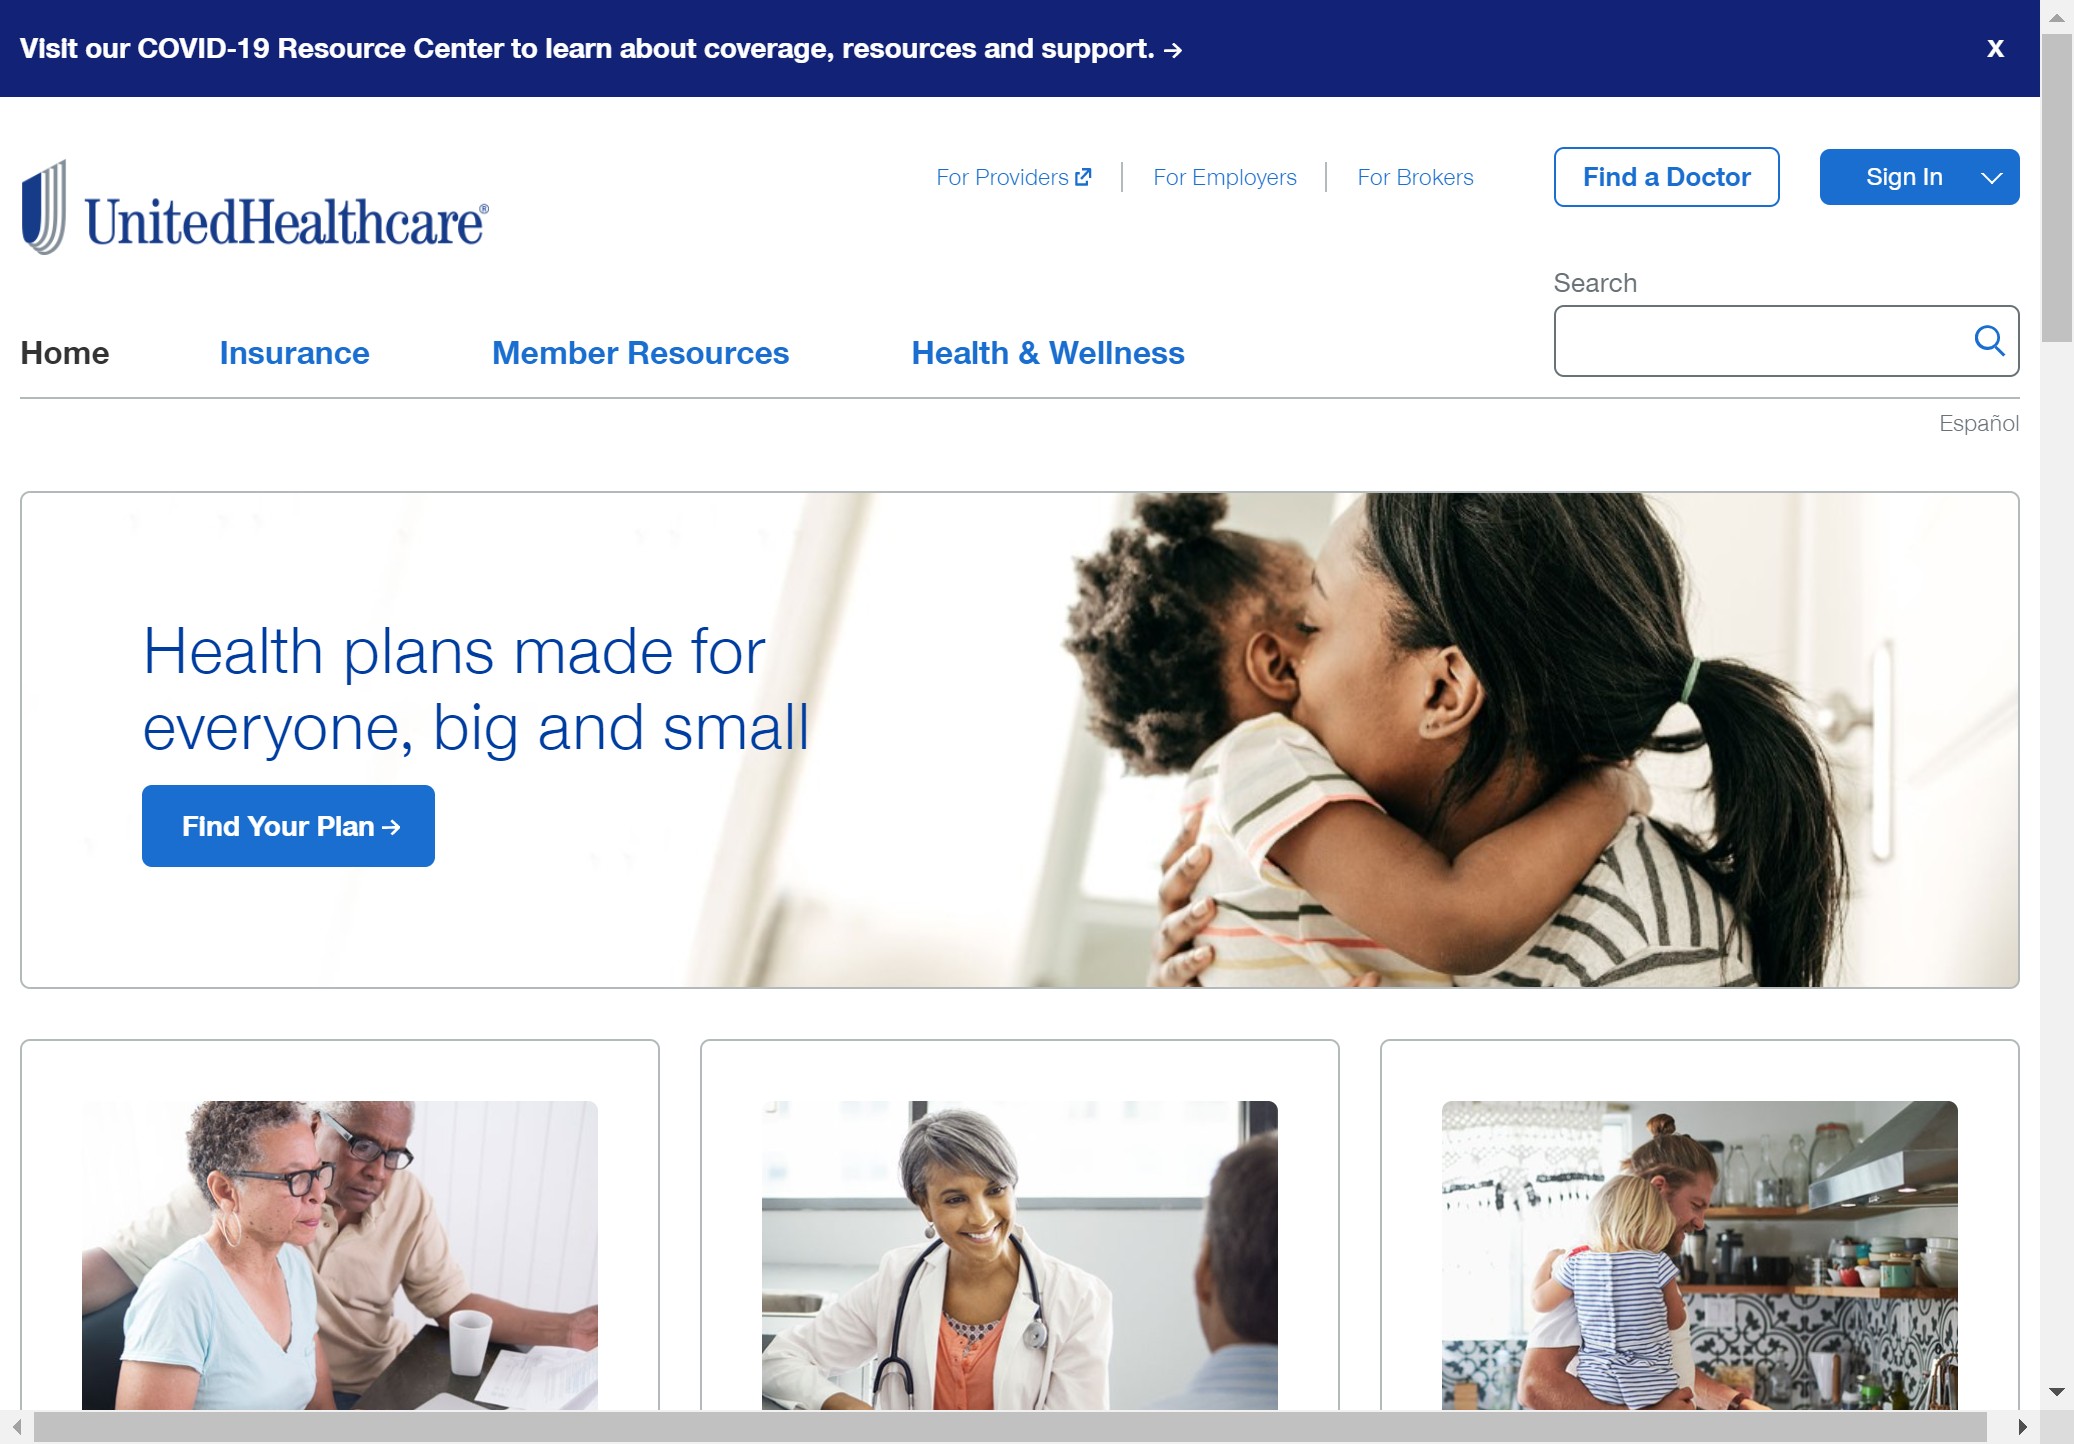 Visit our COVID-19 Resource Center to learn about coverage, resources and support. →
X
UnitedHealthcare®
For Providers
For Employers
For Brokers
Find a Doctor
Sign In
Search
Home
Insurance
Member Resources
Health & Wellness
Español
Health plans made for
everyone, big and small
Find Your Plan →